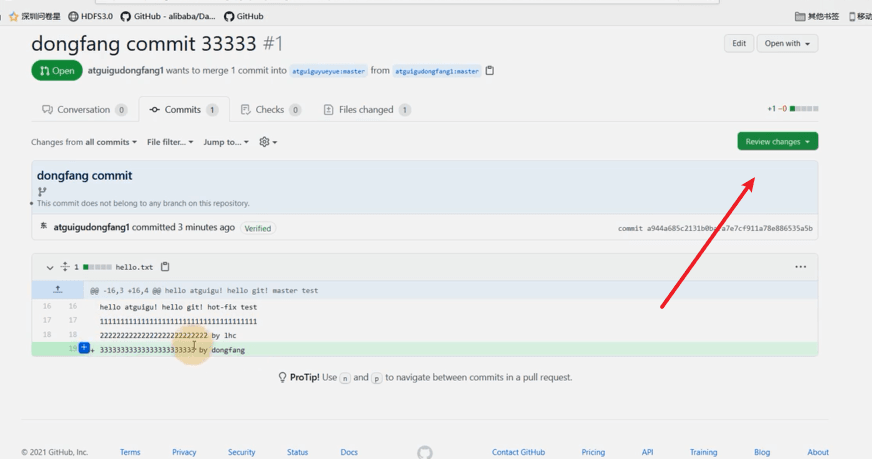 深圳问卷星 HDFS3.0 GitHub - alibaba/Da... GitHub 其他书签 移动
dongfang commit 33333 #1 Edit Open with
Open atguigudongfang1 wants to merge 1 commit into atguiguyueyue:master from atguigudongfang1:master
Conversation 0 Commits 1 Checks 0 Files changed 1 +1 −0
Changes from all commits File filter... Jump to... Review changes
dongfang commit
This commit does not belong to any branch on this repository.
东 atguigudongfang1 committed 3 minutes ago Verified commit
1 hello.txt ...
@@ -16,3 +16,4 @@ hello atguigu! hello git! master test
16 16 hello atguigu! hello git! hot-fix test
17 17 1111111111111111111111111111111111111
18 18 22222222222222222222222222 by lhc
19 + 33333333333333333333333 by dongfang
ProTip! Use n and p to navigate between commits in a pull request.
© 2021 GitHub, Inc. Terms Privacy Security Status Docs Contact GitHub Pricing API Training Blog About